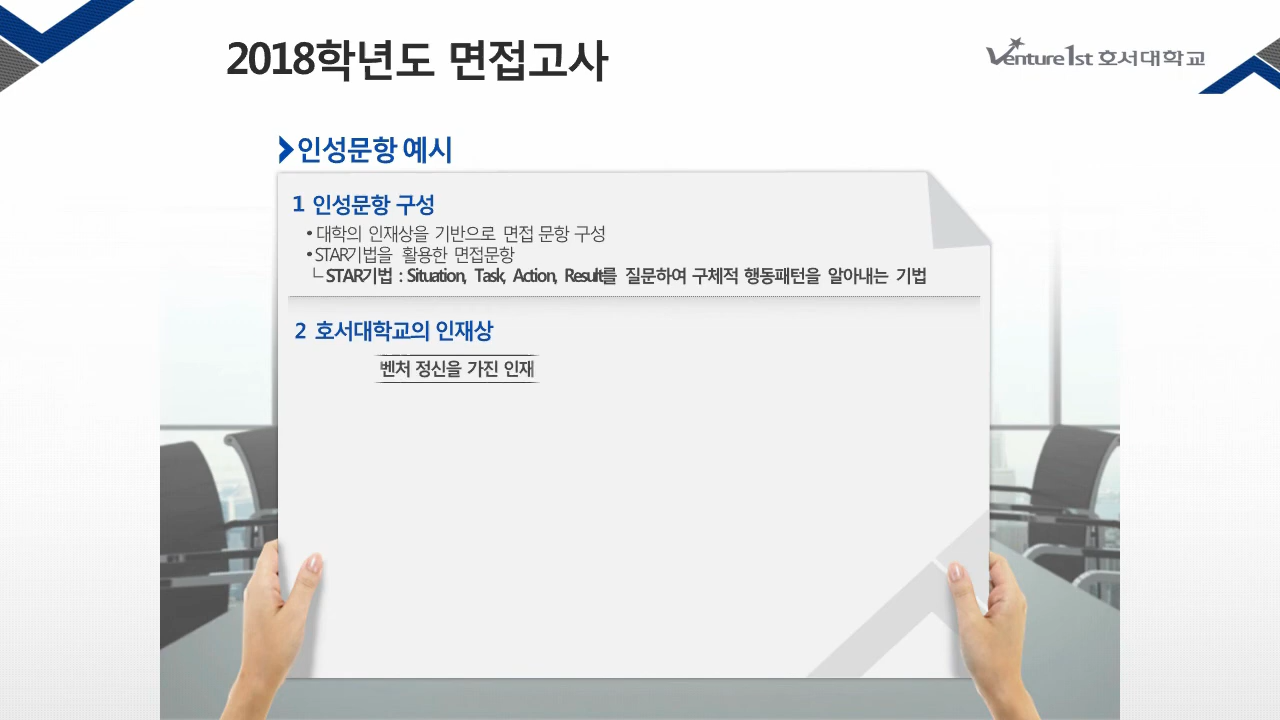 2018학년도 면접고사
Venture1st 호서대학교
인성문항 예시
1 인성문항 구성
•대학의 인재상을 기반으로 면접 문항 구성
•STAR기법을 활용한 면접문항
└ STAR기법 : Situation, Task, Action, Result를 질문하여 구체적 행동패턴을 알아내는 기법
2 호서대학교의 인재상
벤처 정신을 가진 인재